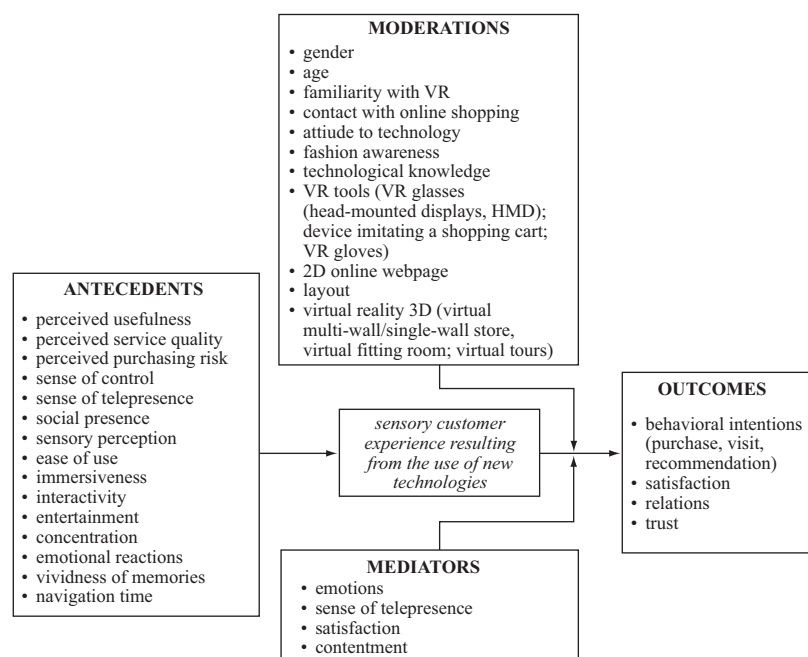 MODERATIONS
• gender
• age
• familiarity with VR
• contact with online shopping
• attiude to technology
• fashion awareness
• technological knowledge
• VR tools (VR glasses
(head-mounted displays, HMD);
device imitating a shopping cart;
VR gloves)
• 2D online webpage
• layout
• virtual reality 3D (virtual
multi-wall/single-wall store,
virtual fitting room; virtual tours)
ANTECEDENTS
• perceived usefulness
• perceived service quality
• perceived purchasing risk
• sense of control
• sense of telepresence
• social presence
• sensory perception
• ease of use
• immersiveness
• interactivity
• entertainment
• concentration
• emotional reactions
• vividness of memories
• navigation time
sensory customer
experience resulting
from the use of new
technologies
OUTCOMES
• behavioral intentions
(purchase, visit,
recommendation)
• satisfaction
• relations
• trust
MEDIATORS
• emotions
• sense of telepresence
• satisfaction
• contentment